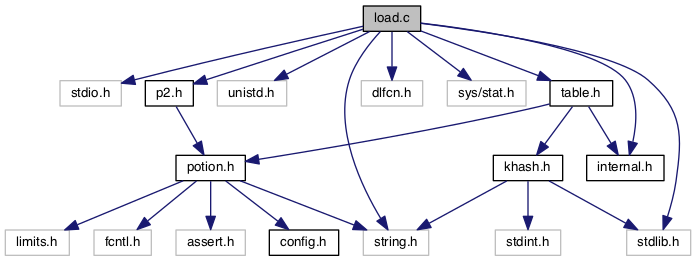 load.c
stdio.h
p2.h
unistd.h
dlfcn.h
sys/stat.h
table.h
potion.h
khash.h
internal.h
limits.h
fcntl.h
assert.h
config.h
string.h
stdint.h
stdlib.h